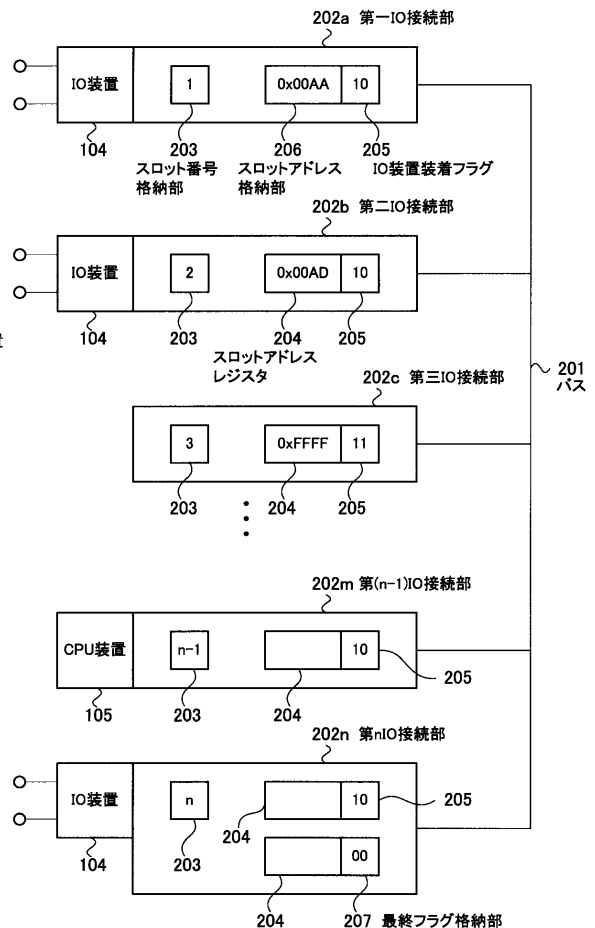 202a 第一IO接続部
IO装置
1
0x00AA
10
104
203
206
205
スロット番号
格納部
スロットアドレス
格納部
IO装置装着フラグ
202b 第二IO接続部
IO装置
2
0x00AD
10
104
203
204
205
スロットアドレス
レジスタ
201
バス
202c 第三IO接続部
3
0xFFFF
11
203
204
205
202m 第(n-1)IO接続部
CPU装置
n-1
10
205
105
203
204
202n 第nIO接続部
IO装置
n
10
205
204
104
203
00
204
207 最終フラグ格納部